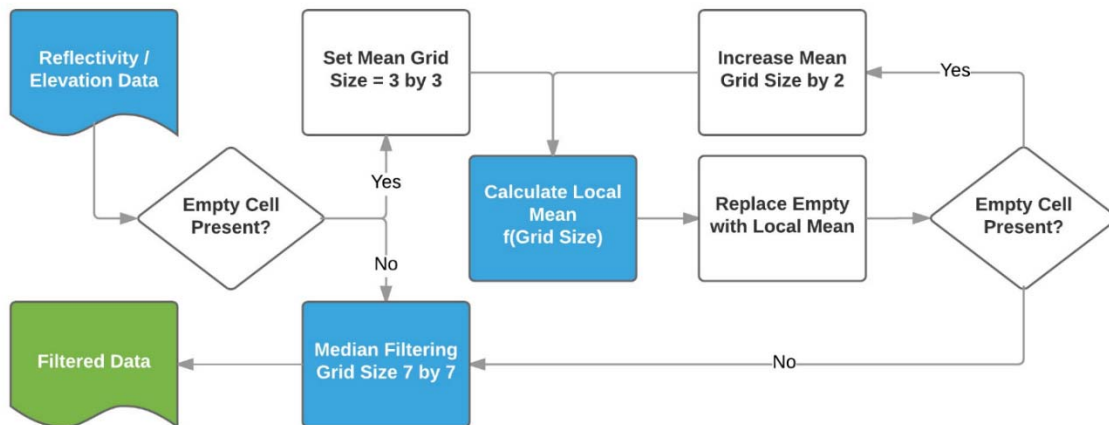 Reflectivity /
Elevation Data
Set Mean Grid
Size = 3 by 3
Increase Mean
Grid Size by 2
Yes
Yes
Empty Cell
Present?
Calculate Local
Mean
f(Grid Size)
Replace Empty
with Local Mean
Empty Cell
Present?
No
Filtered Data
Median Filtering
Grid Size 7 by 7
No